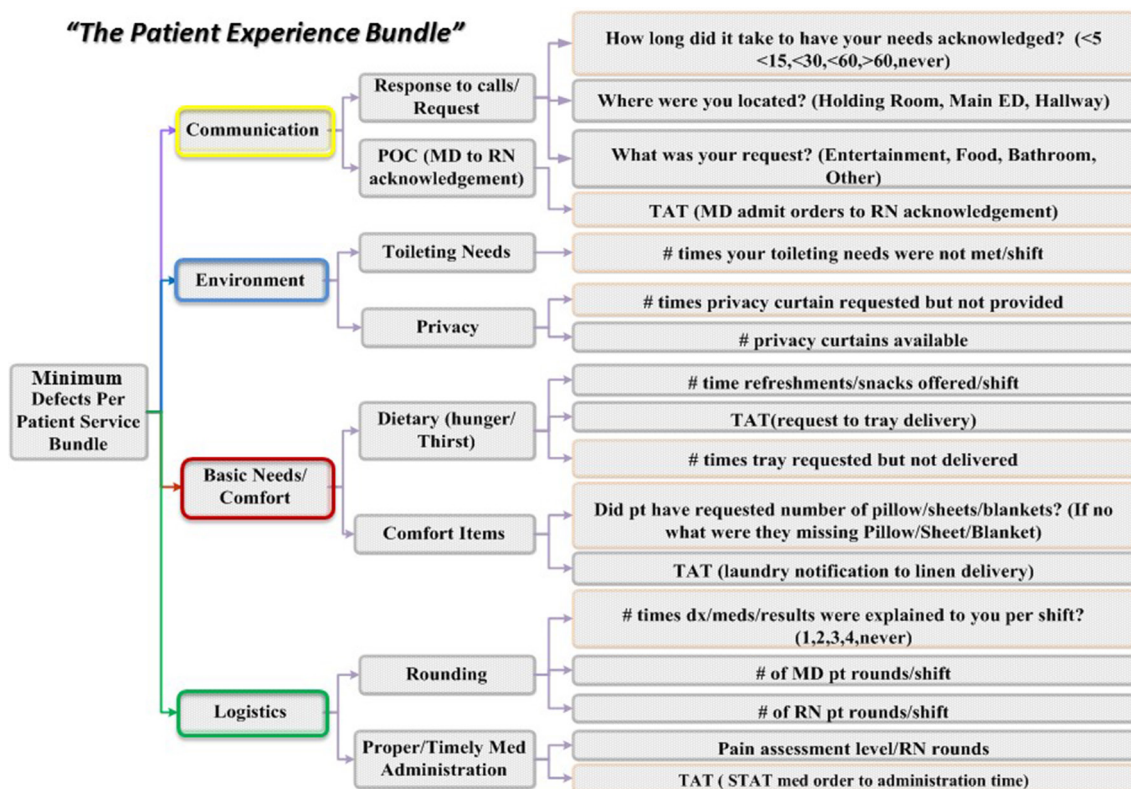 “The Patient Experience Bundle”
How long did it take to have your needs acknowledged? (<5
<15,<30,<60,>60,never)
Response to calls/
Request
Where were you located? (Holding Room, Main ED, Hallway)
Communication
POC (MD to RN
acknowledgement)
What was your request? (Entertainment, Food, Bathroom,
Other)
TAT (MD admit orders to RN acknowledgement)
Toileting Needs
# times your toileting needs were not met/shift
Environment
# times privacy curtain requested but not provided
Privacy
# privacy curtains available
Minimum
Defects Per
Patient Service
Bundle
# time refreshments/snacks offered/shift
Dietary (hunger/
Thirst)
TAT(request to tray delivery)
# times tray requested but not delivered
Basic Needs/
Comfort
Did pt have requested number of pillow/sheets/blankets? (If no
what were they missing Pillow/Sheet/Blanket)
Comfort Items
TAT (laundry notification to linen delivery)
# times dx/meds/results were explained to you per shift?
(1,2,3,4,never)
Rounding
# of MD pt rounds/shift
# of RN pt rounds/shift
Logistics
Proper/Timely Med
Administration
Pain assessment level/RN rounds
TAT ( STAT med order to administration time)